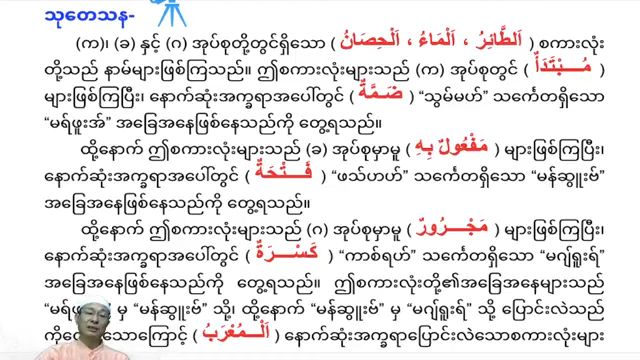 သုတေသန-
(က)၊ (ခ) နှင့် (ဂ) အုပ်စုတို့တွင်ရှိသော ( اَلطَّائِرُ ، اَلْمَاءُ ، اَلْحِصَانُ ) စကားလုံး
တို့သည် နာမ်များဖြစ်ကြသည်။ ဤစကားလုံးများသည် (က) အုပ်စုတွင် ( مُـــبْتَدَأٌ )
များဖြစ်ကြပြီး၊ နောက်ဆုံးအက္ခရာအပေါ်တွင် ( ضَـمَّةٌ ) “သွမ်မဟ်” သင်္ကေတရှိသော
“မရ်ဖူးအ်” အခြေအနေဖြစ်နေသည်ကို တွေ့ရသည်။
ထို့နောက် ဤစကားလုံးများသည် (ခ) အုပ်စုမှာမူ ( مَفْعُولٌ بِهِ ) များဖြစ်ကြပြီး၊
နောက်ဆုံးအက္ခရာအပေါ်တွင် ( فَـــتْحَةٌ ) “ဖသ်ဟဟ်” သင်္ကေတရှိသော “မန်ဆွူးဗ်”
အခြေအနေဖြစ်နေသည်ကို တွေ့ရသည်။
ထို့နောက် ဤစကားလုံးများသည် (ဂ) အုပ်စုမှာမူ ( مَجْـــرُورٌ ) များဖြစ်ကြပြီး၊
နောက်ဆုံးအက္ခရာအပေါ်တွင် ( كَسْـــرَةٌ ) “ကာစ်ရဟ်” သင်္ကေတရှိသော “မဂျ်ရူးရ်”
အခြေအနေဖြစ်နေသည်ကို တွေ့ရသည်။ ဤစကားလုံးတို့၏အခြေအနေများသည်
“မရ်ဖူးအ်” မှ “မန်ဆွူးဗ်” သို့၊ ထို့နောက် “မန်ဆွူးဗ်” မှ “မဂျ်ရူးရ်” သို့ ပြောင်းလဲသည်
( اَلْـــمُعْرَبُ ) နောက်ဆုံးအက္ခရာပြောင်းလဲသောစကားလုံးများ